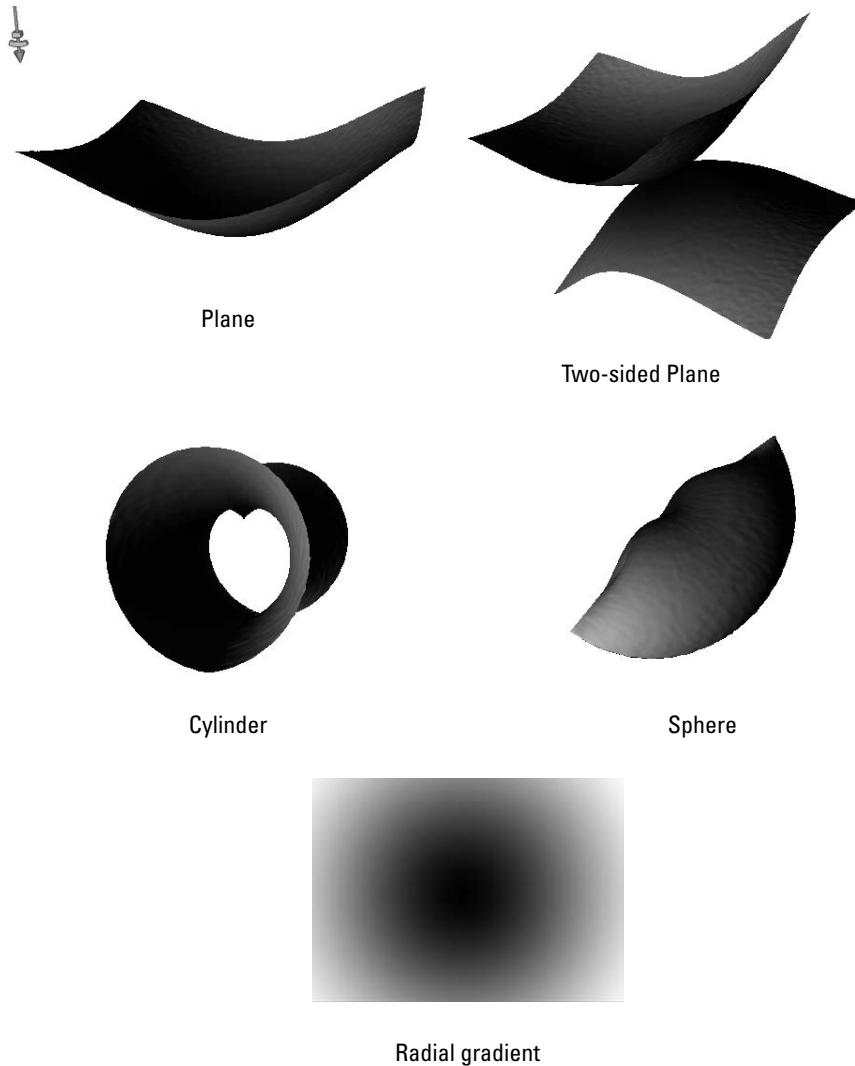 Plane
Two-sided Plane
Cylinder
Sphere
Radial gradient